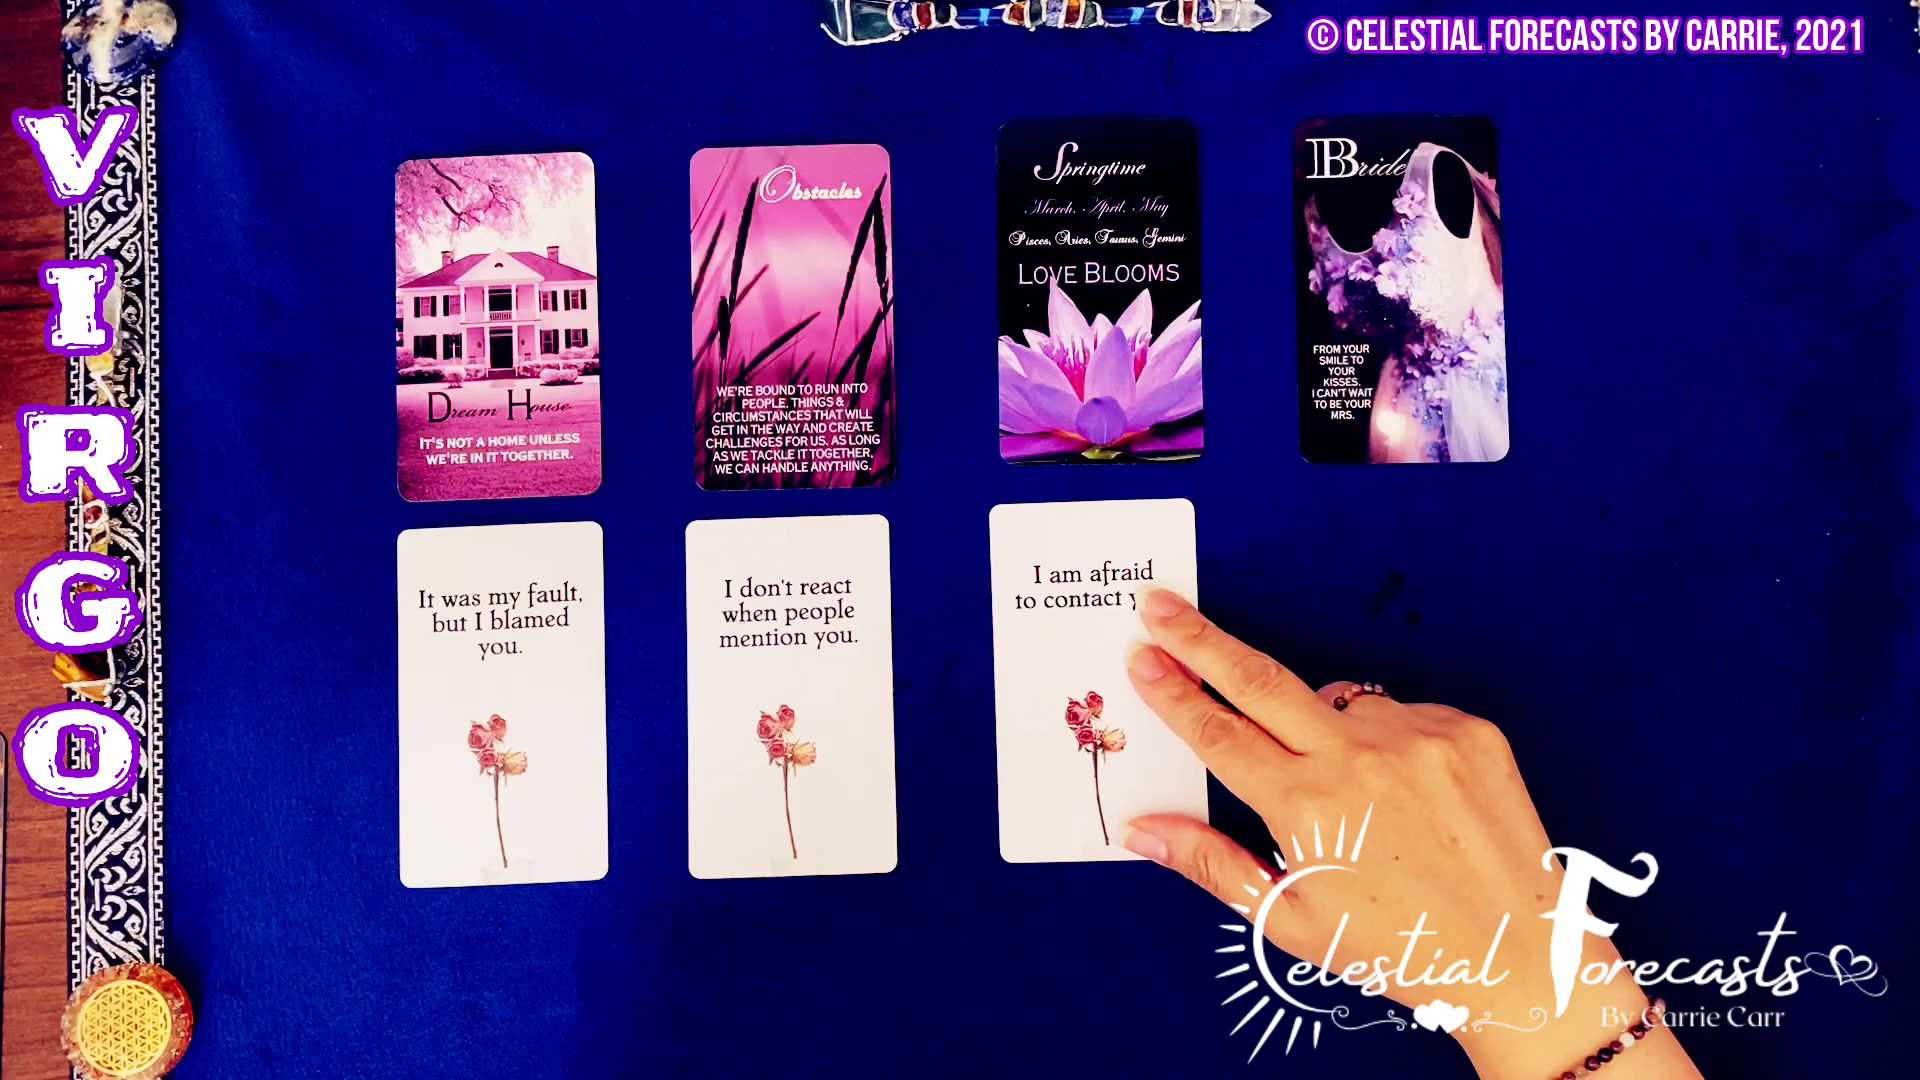 © CELESTIAL FORECASTS BY CARRIE, 2021
VIRGO
Dream House
IT'S NOT A HOME UNLESS
WE'RE IN IT TOGETHER.
Obstacles
WE'RE BOUND TO RUN INTO
PEOPLE, THINGS &
CIRCUMSTANCES THAT WILL
GET IN THE WAY AND CREATE
CHALLENGES FOR US. AS LONG
AS WE TACKLE IT TOGETHER,
WE CAN HANDLE ANYTHING.
Springtime
March, April, May
Pisces, Aries, Taurus, Gemini
LOVE BLOOMS
Bride
FROM YOUR
SMILE TO
YOUR
KISSES,
I CAN'T WAIT
TO BE YOUR
MRS.
It was my fault,
but I blamed
you.
I don't react
when people
mention you.
I am afraid
to contact
Celestial Forecasts
By Carrie Carr